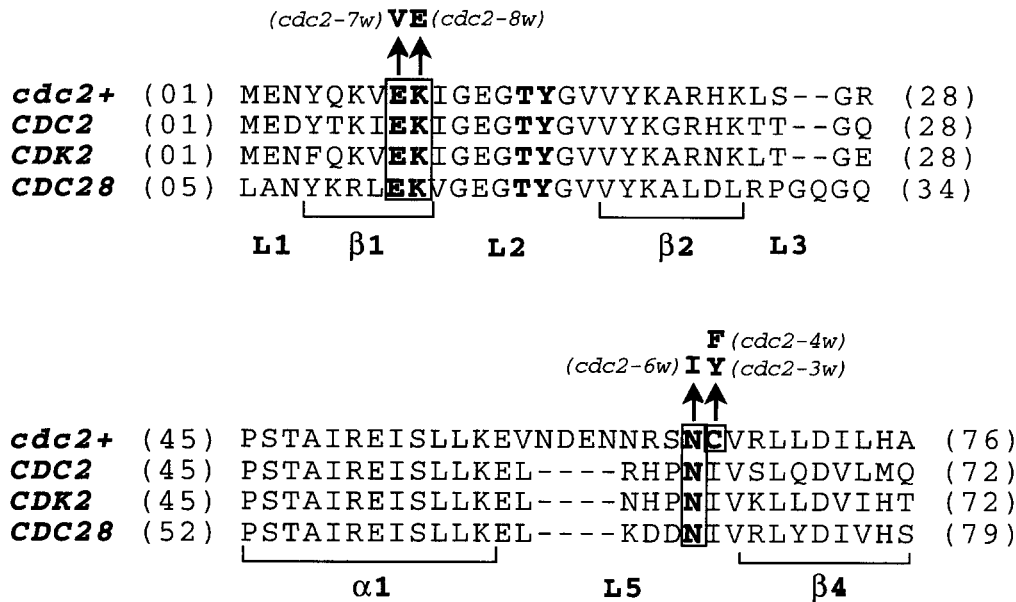 (cdc2-7w) VE (cdc2-8w)
cdc2+ (01) MENYQKVEKIGEGTYGVVYKARHKLS--GR (28)
CDC2 (01) MEDYTKIEKIGEGTYGVVYKGRHKTT--GQ (28)
CDK2 (01) MENFQKVEKIGEGTYGVVYKARNKLT--GE (28)
CDC28 (05) LANYKRLEKVGEGTYGVVYKALDLRPGQGQ (34)
L1 β1 L2 β2 L3
F (cdc2-4w)
(cdc2-6w) I Y (cdc2-3w)
cdc2+ (45) PSTAIREISLLKEVNDENNRSNCVRLLDILHA (76)
CDC2 (45) PSTAIREISLLKEL----RHPNIVSLQDVLMQ (72)
CDK2 (45) PSTAIREISLLKEL----NHPNIVKLLDVIHT (72)
CDC28 (52) PSTAIREISLLKEL----KDDNIVRLYDIVHS (79)
α1 L5 β4